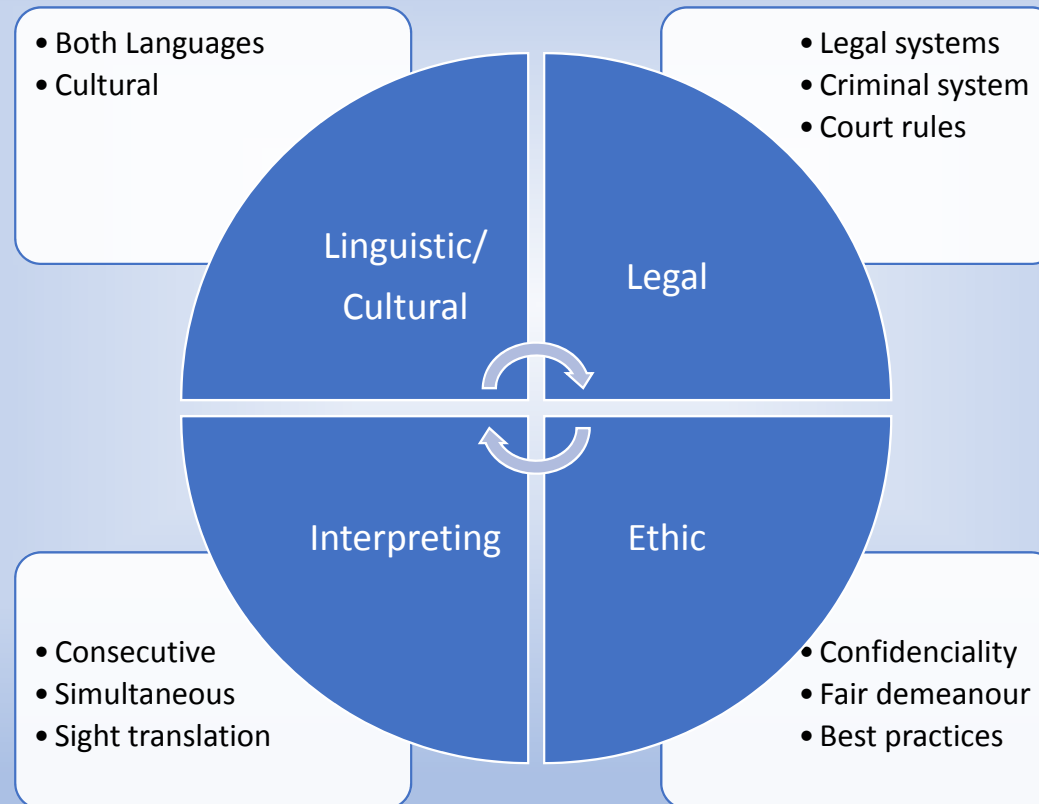 • Both Languages
• Cultural
• Legal systems
• Criminal system
• Court rules
Linguistic/
Cultural
Legal
Interpreting
Ethic
• Consecutive
• Simultaneous
• Sight translation
• Confidenciality
• Fair demeanour
• Best practices